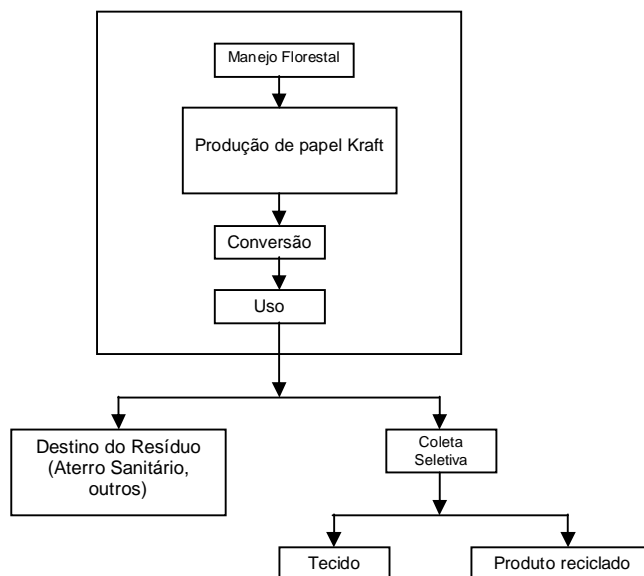 Manejo Florestal
Produção de papel Kraft
Conversão
Uso
Destino do Resíduo
(Aterro Sanitário,
outros)
Coleta
Seletiva
Tecido
Produto reciclado